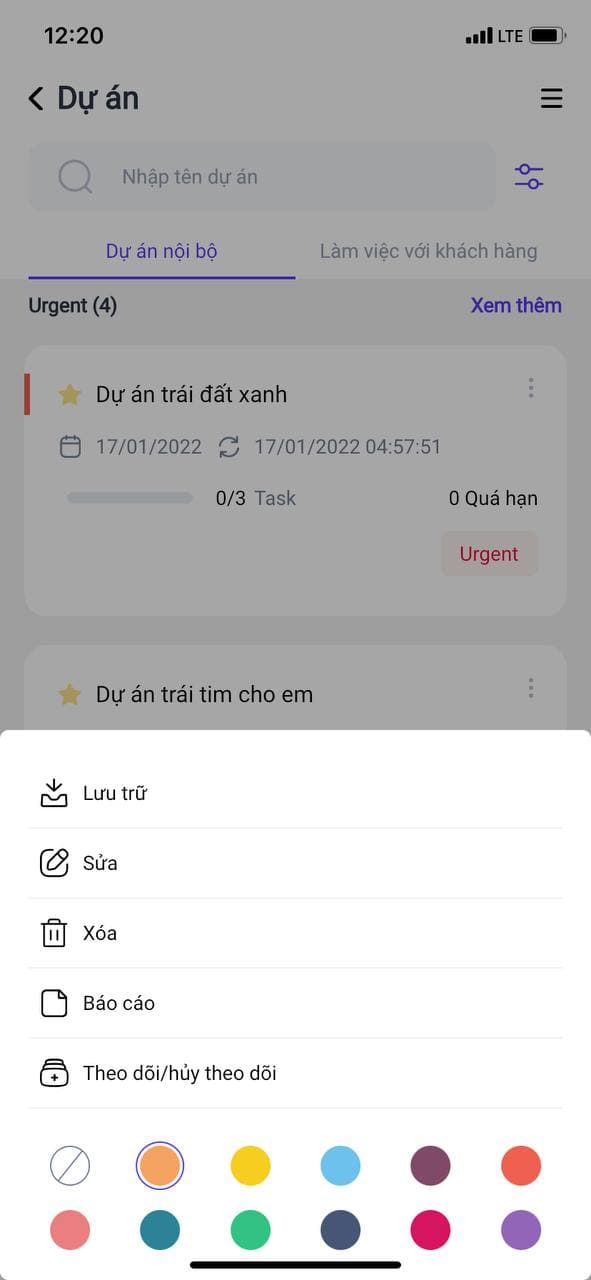 12:20 LTE
Dự án
Nhập tên dự án
Dự án nội bộ Làm việc với khách hàng
Urgent (4) Xem thêm
Dự án trái đất xanh
17/01/2022 17/01/2022 04:57:51
0/3 Task 0 Quá hạn
Urgent
Dự án trái tim cho em
Lưu trữ
Sửa
Xóa
Báo cáo
Theo dõi/hủy theo dõi